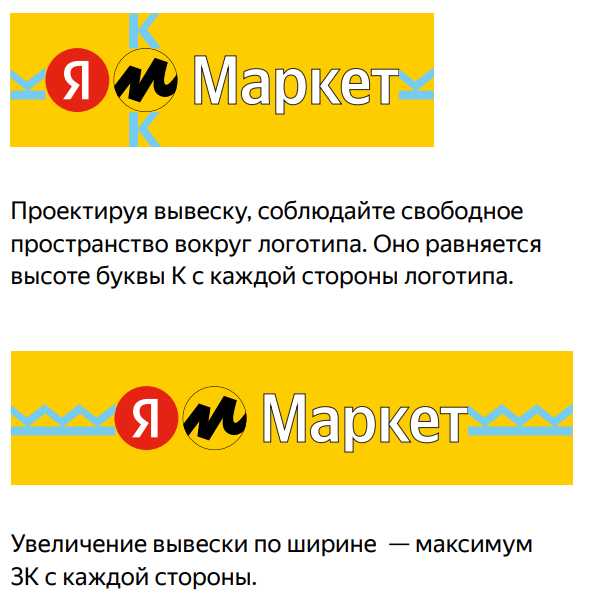 К
Я м Маркет
К
Проектируя вывеску, соблюдайте свободное
пространство вокруг логотипа. Оно равняется
высоте буквы К с каждой стороны логотипа.
Я м Маркет
Увеличение вывески по ширине — максимум
3К с каждой стороны.